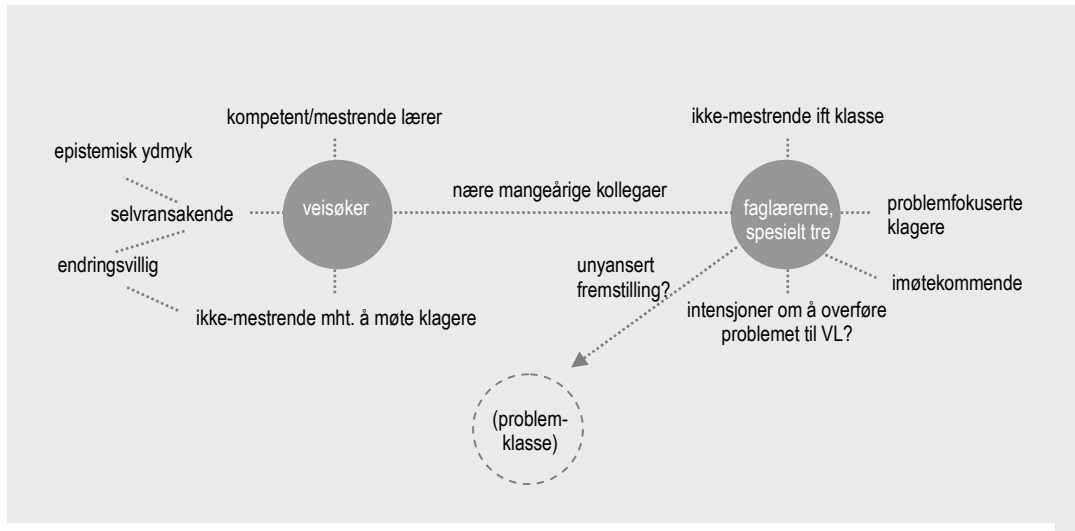 kompetent/mestrende lærer
epistemisk ydmyk
selvransakende
endringsvillig
veisøker
ikke-mestrende mht. å møte klagere
nære mangeårige kollegaer
ikke-mestrende ift klasse
faglærerne,
spesielt tre
problemfokuserte
klagere
imøtekommende
unyansert
fremstilling?
intensjoner om å overføre
problemet til VL?
(problem-
klasse)